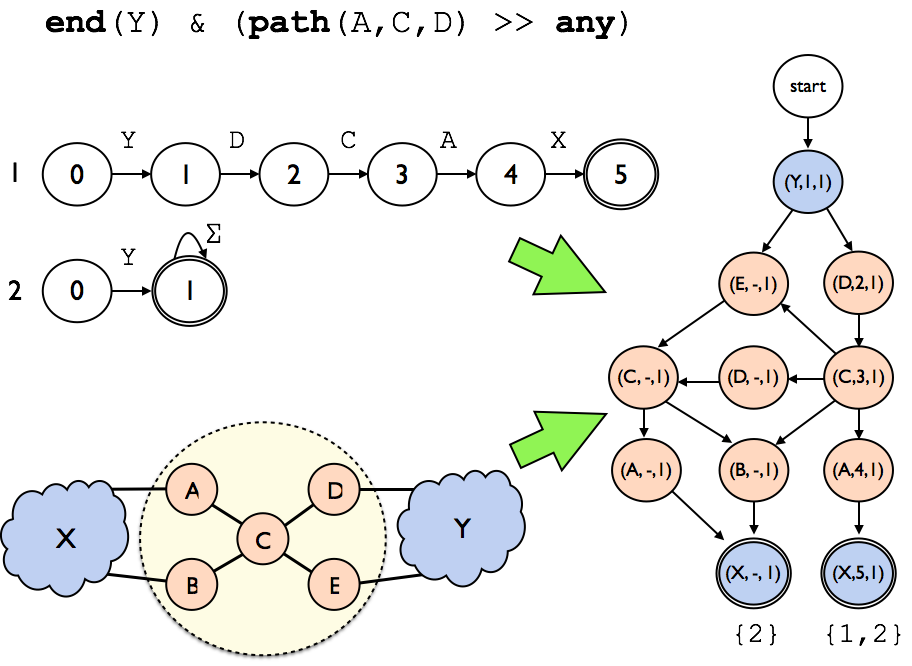 end(Y) & (path(A,C,D) >> any)
start
1 0 Y 1 D 2 C 3 A 4 X 5
(Y,1,1)
2 0 Y 1 Σ
(E,-,1) (D,2,1)
(C,-,1) (D,-,1) (C,3,1)
(A,-,1) (B,-,1) (A,4,1)
X A B C D E Y
(X,-,1) (X,5,1)
{2} {1,2}